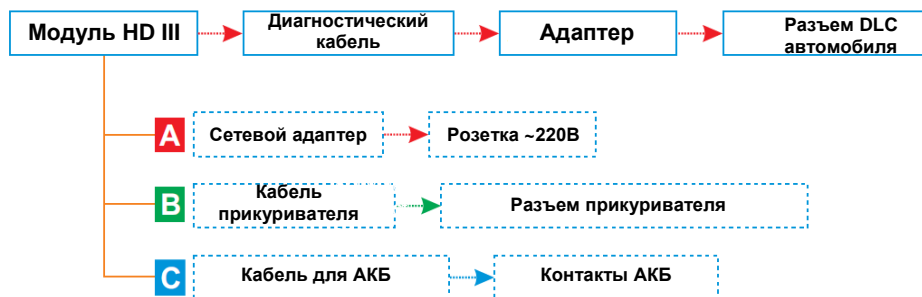 Модуль HD III
Диагностический
кабель
Адаптер
Разъем DLC
автомобиля
A
Сетевой адаптер
Розетка ~220В
B
Кабель
прикуривателя
Разъем прикуривателя
C
Кабель для АКБ
Контакты АКБ